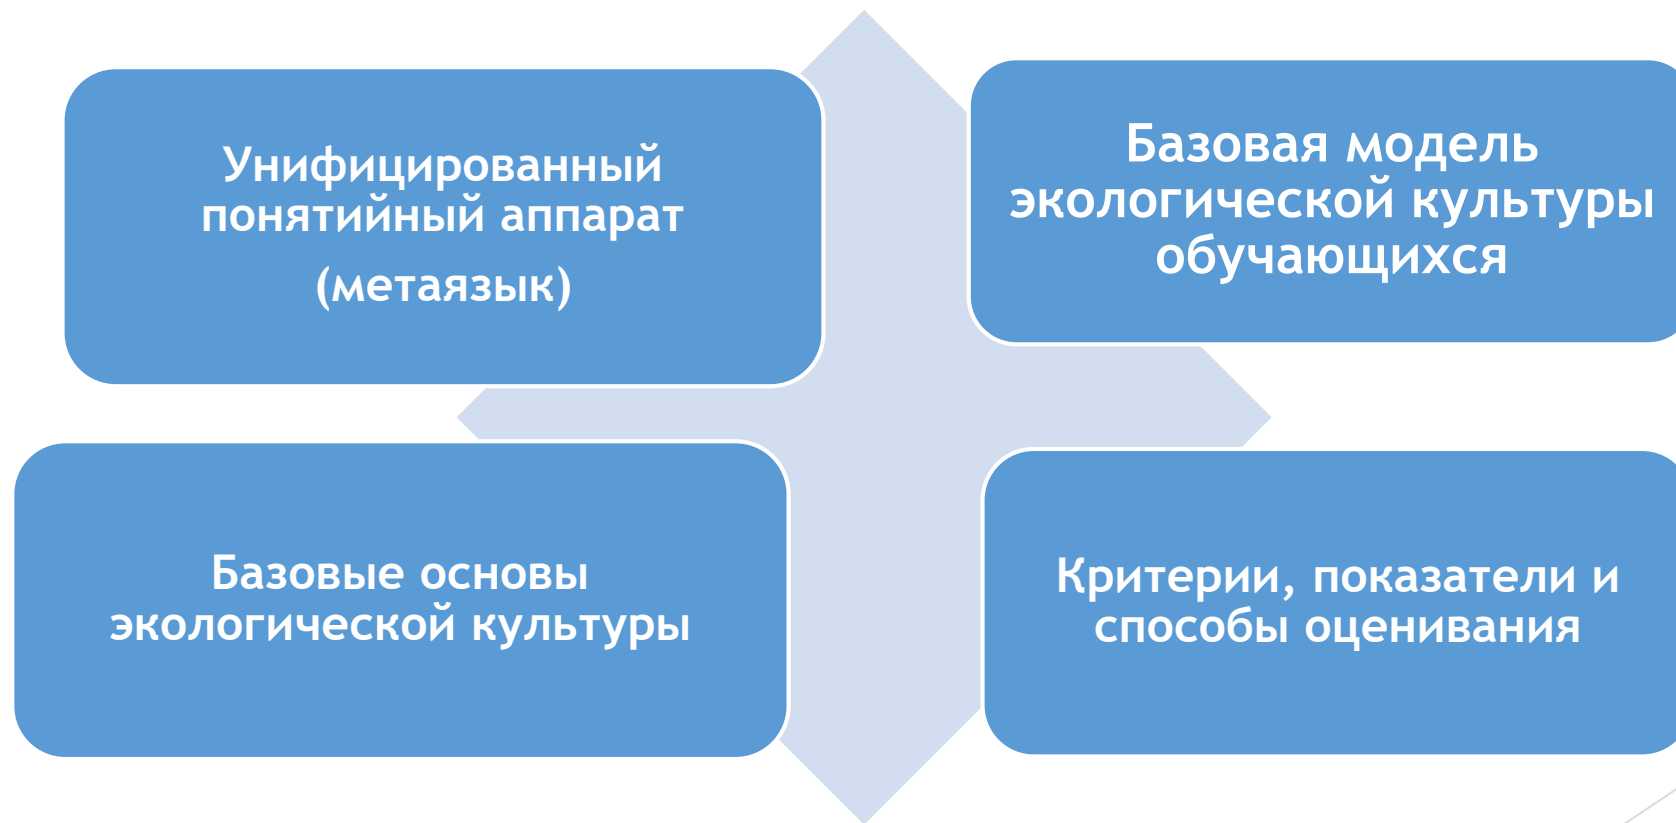 Унифицированный
понятийный аппарат
(метаязык)
Базовая модель
экологической культуры
обучающихся
Базовые основы
экологической культуры
Критерии, показатели и
способы оценивания